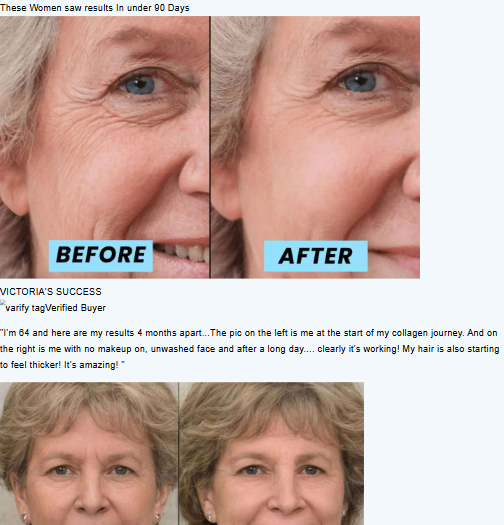 These Women saw results In under 90 Days
BEFORE
AFTER
VICTORIA'S SUCCESS
varify tagVerified Buyer
"I'm 64 and here are my results 4 months apart...The pic on the left is me at the start of my collagen journey. And on
the right is me with no makeup on, unwashed face and after a long day.... clearly it's working! My hair is also starting
to feel thicker! It's amazing! "